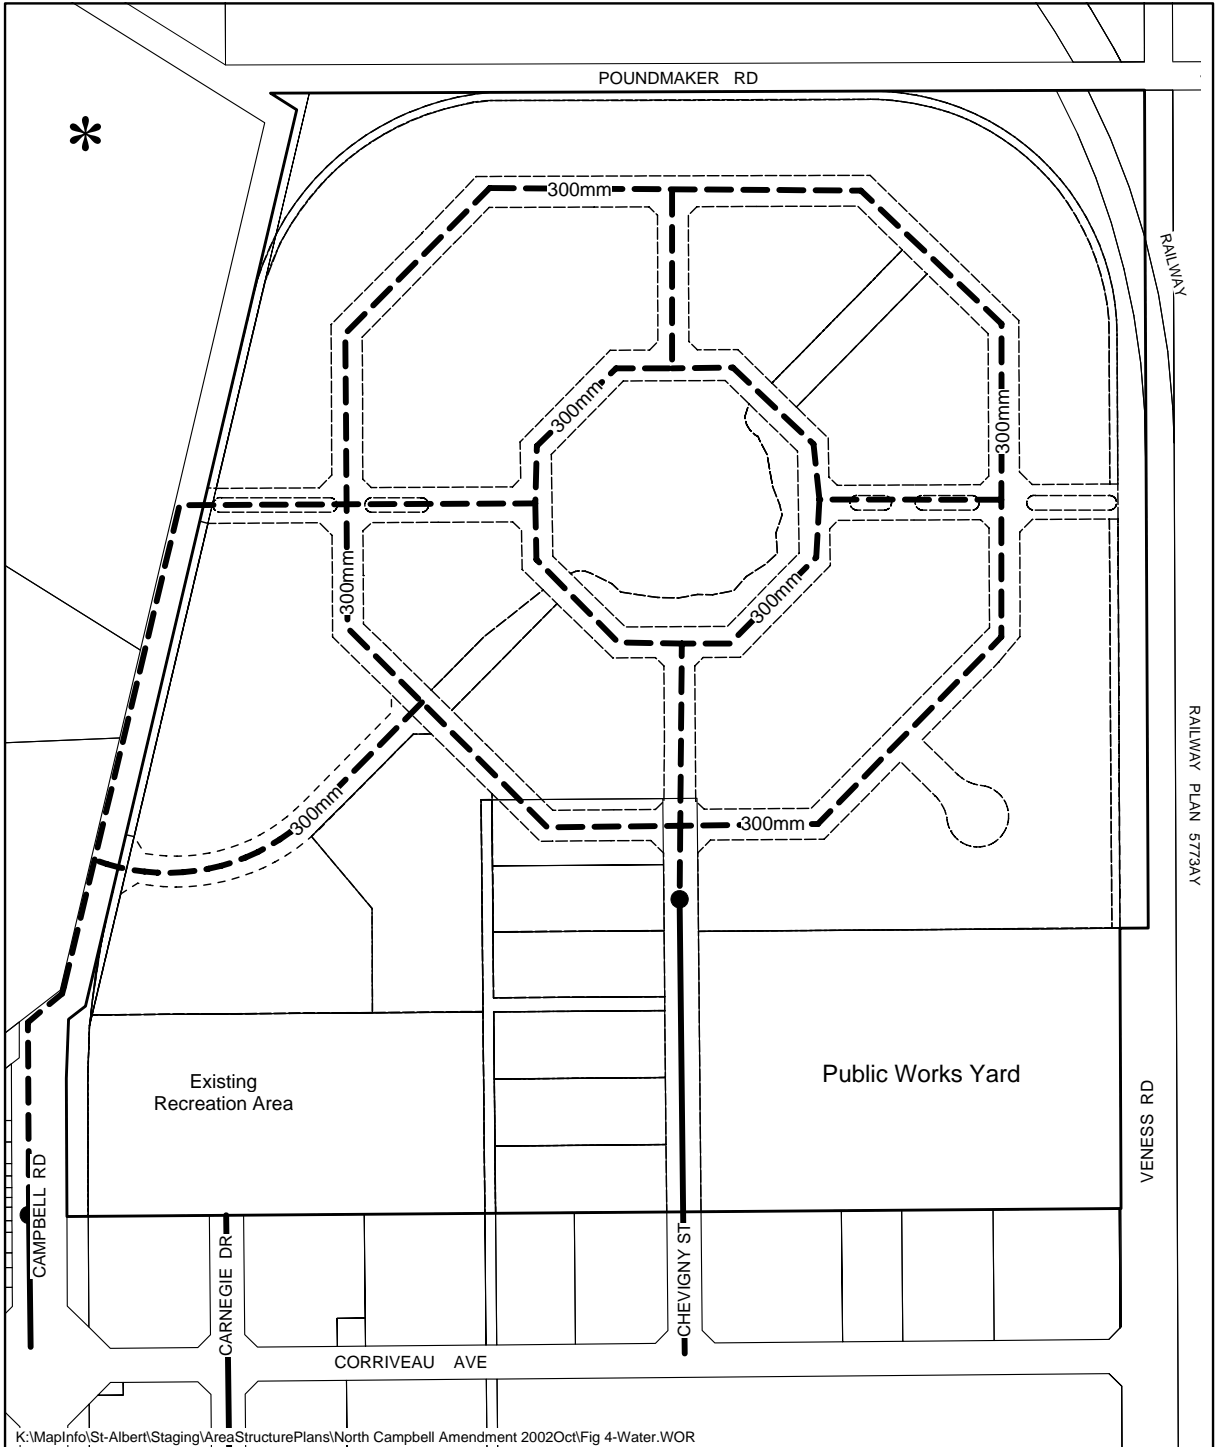 POUNDMAKER RD
*
300mm
RAILWAY
300mm
300mm
300mm
300mm
RAILWAY PLAN 5773AY
300mm
300mm
Existing
Recreation Area
Public Works Yard
VENESS RD
CAMPBELL RD
CARNEGIE DR
CHEVIGNY ST
CORRIVEAU AVE
K:\MapInfo\St-Albert\Staging\AreaStructurePlans\North Campbell Amendment 2002Oct\Fig 4-Water.WOR